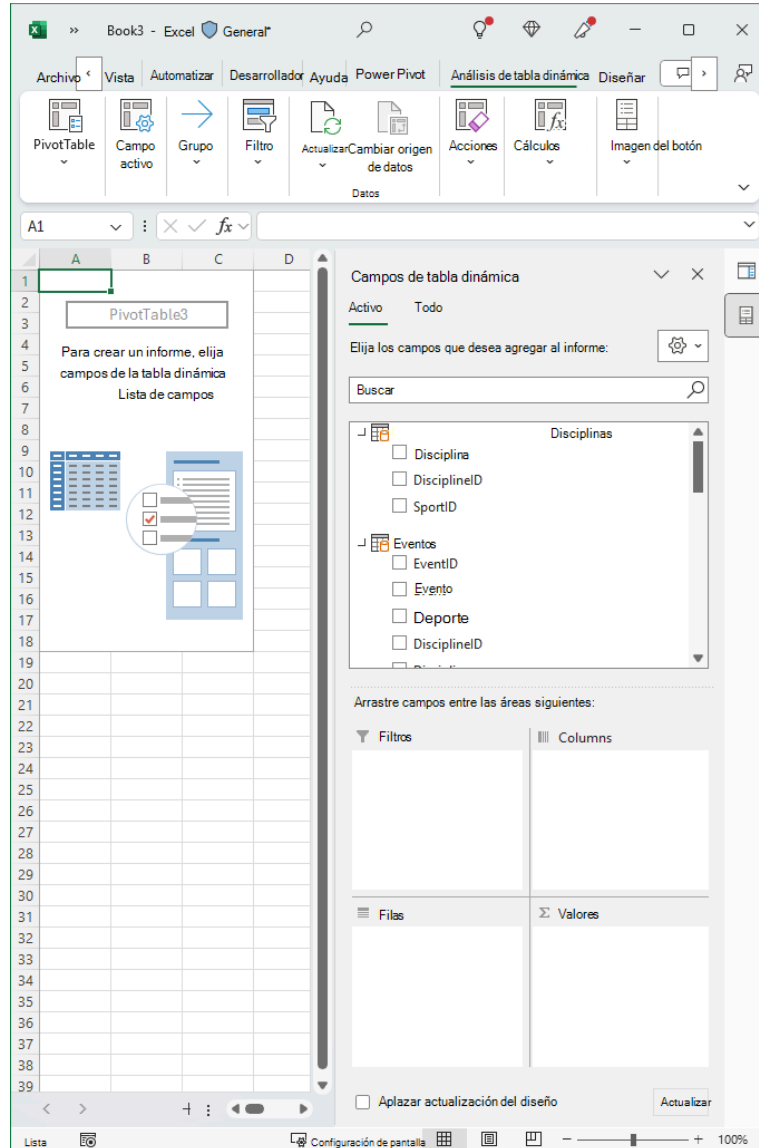 » Book3 - Excel General*
Archivo Vista Automatizar Desarrollador Ayuda Power Pivot Análisis de tabla dinámica Diseñar
PivotTable Campo activo Grupo Filtro Actualizar Cambiar origen de datos Acciones Cálculos Imagen del botón
Datos
A1 fx
A B C D
1
2
3
4
5
6
7
8
9
10
11
12
13
14
15
16
17
18
19
20
21
22
23
24
25
26
27
28
29
30
31
32
33
34
35
36
37
38
39
PivotTable3
Para crear un informe, elija
campos de la tabla dinámica
Lista de campos
Campos de tabla dinámica
Activo Todo
Elija los campos que desea agregar al informe:
Buscar
Disciplinas
Disciplina
DisciplineID
SportID
Eventos
EventID
Evento
Deporte
DisciplineID
Arrastre campos entre las áreas siguientes:
Filtros Columns
Filas Σ Valores
Aplazar actualización del diseño Actualizar
Lista Configuración de pantalla 100%